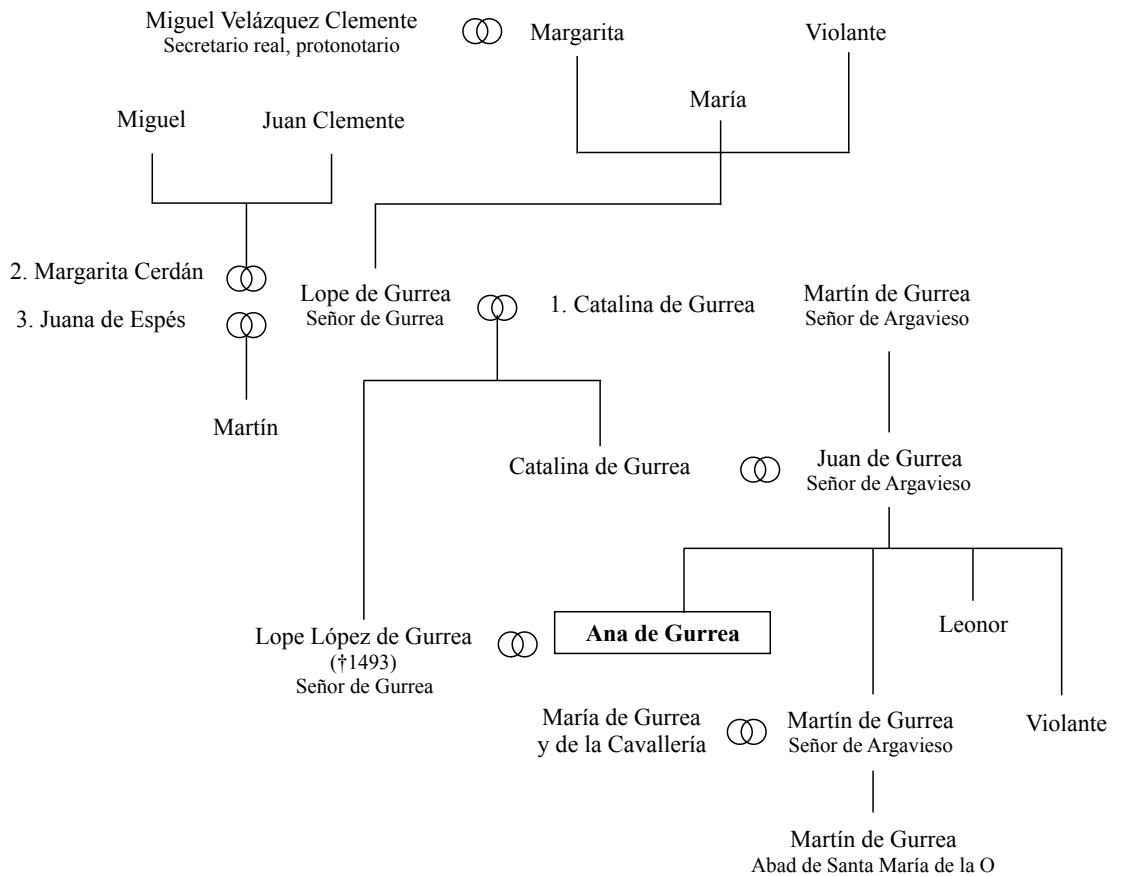 Miguel Velázquez Clemente
Secretario real, protonotario
Margarita
Violante
María
Miguel
Juan Clemente
2. Margarita Cerdán
3. Juana de Espés
Lope de Gurrea
Señor de Gurrea
1. Catalina de Gurrea
Martín de Gurrea
Señor de Argavieso
Martín
Catalina de Gurrea
Juan de Gurrea
Señor de Argavieso
Lope López de Gurrea
(†1493)
Señor de Gurrea
Ana de Gurrea
Leonor
María de Gurrea
y de la Cavallería
Martín de Gurrea
Señor de Argavieso
Violante
Martín de Gurrea
Abad de Santa María de la O